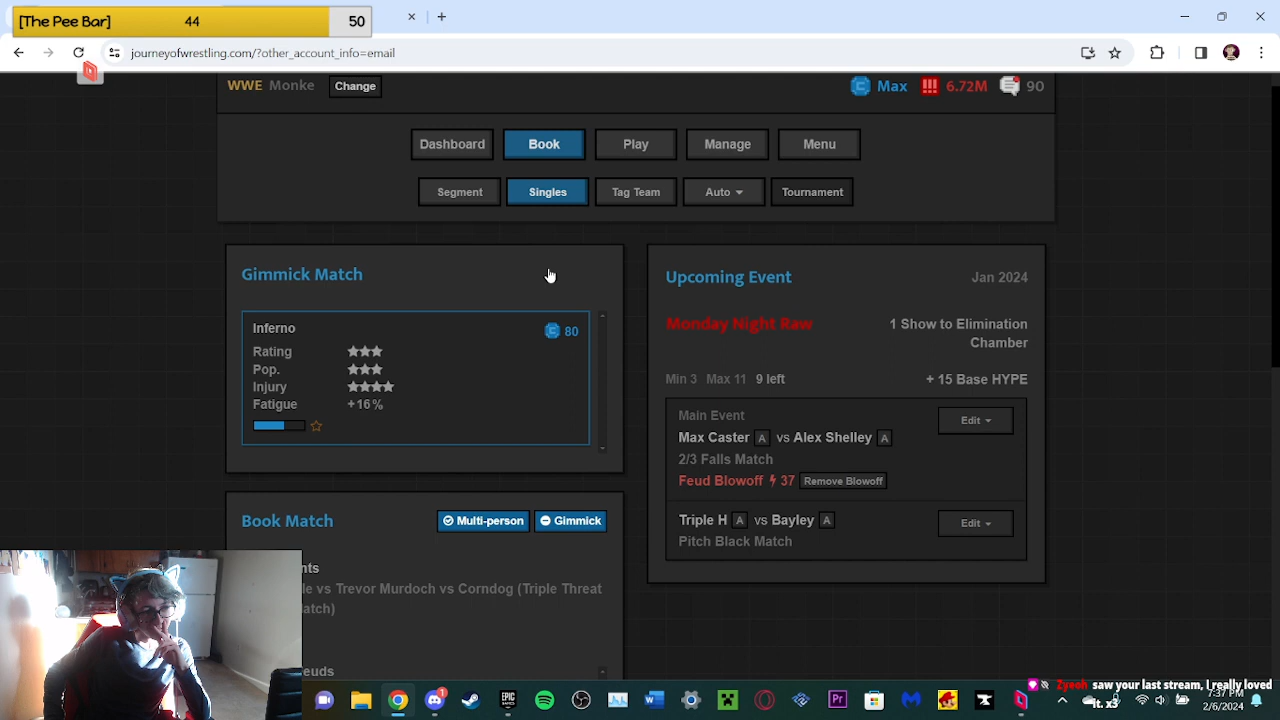 [The Pee Bar] 44 50
journeyofwrestling.com/?other_account_info=email
WWE Monke Change Max 6.72M 90
Dashboard Book Play Manage Menu
Segment Singles Tag Team Auto Tournament
Gimmick Match
Inferno 80
Rating
Pop.
Injury
Fatigue +16%
Book Match Multi-person Gimmick
nts
le vs Trevor Murdoch vs Corndog (Triple Threat
atch)
euds
Upcoming Event Jan 2024
Monday Night Raw 1 Show to Elimination
Chamber
Min 3 Max 11 9 left + 15 Base HYPE
Main Event Edit
Max Caster A vs Alex Shelley A
2/3 Falls Match
Feud Blowoff 37 Remove Blowoff
Triple H A vs Bayley A Edit
Pitch Black Match
Zyeoh saw your last stream, I really loved
7:37 PM
2/6/2024